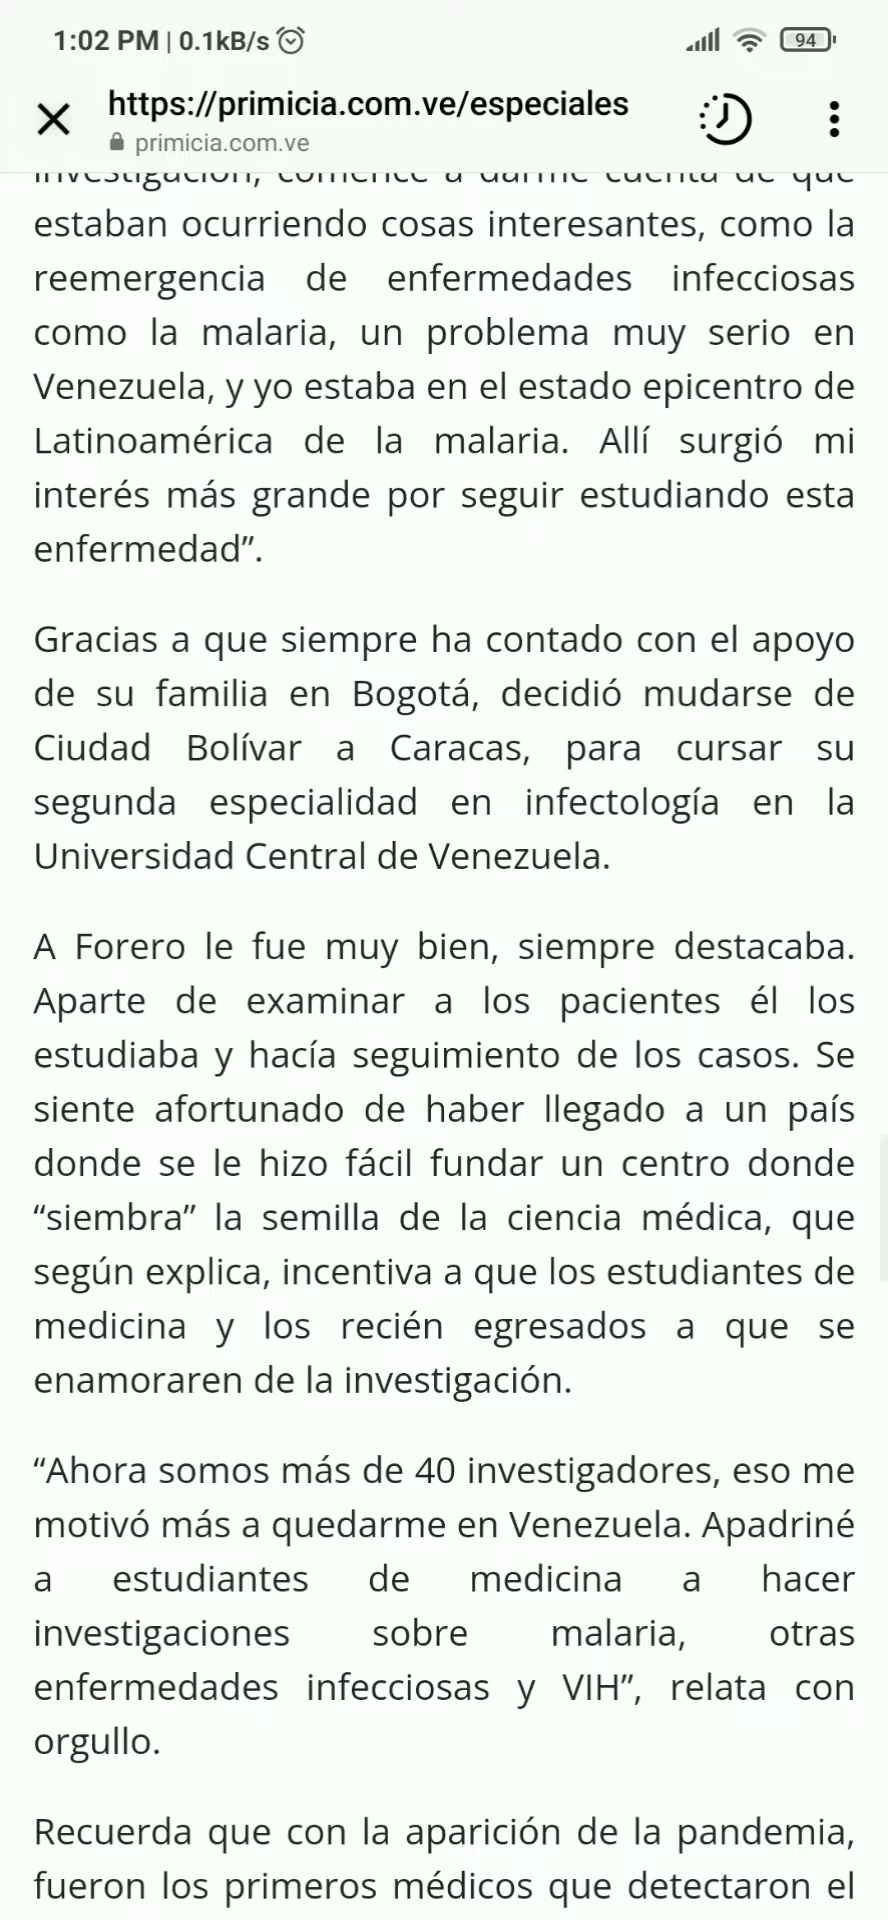 1:02 PM | 0.1kB/s
94
https://primicia.com.ve/especiales
primicia.com.ve
investigación, comencé a darme cuenta de que
estaban ocurriendo cosas interesantes, como la
reemergencia de enfermedades infecciosas
como la malaria, un problema muy serio en
Venezuela, y yo estaba en el estado epicentro de
Latinoamérica de la malaria. Allí surgió mi
interés más grande por seguir estudiando esta
enfermedad”.
Gracias a que siempre ha contado con el apoyo
de su familia en Bogotá, decidió mudarse de
Ciudad Bolívar a Caracas, para cursar su
segunda especialidad en infectología en la
Universidad Central de Venezuela.
A Forero le fue muy bien, siempre destacaba.
Aparte de examinar a los pacientes él los
estudiaba y hacía seguimiento de los casos. Se
siente afortunado de haber llegado a un país
donde se le hizo fácil fundar un centro donde
“siembra” la semilla de la ciencia médica, que
según explica, incentiva a que los estudiantes de
medicina y los recién egresados a que se
enamoraren de la investigación.
“Ahora somos más de 40 investigadores, eso me
motivó más a quedarme en Venezuela. Apadriné
a estudiantes de medicina a hacer
investigaciones sobre malaria, otras
enfermedades infecciosas y VIH”, relata con
orgullo.
Recuerda que con la aparición de la pandemia,
fueron los primeros médicos que detectaron el